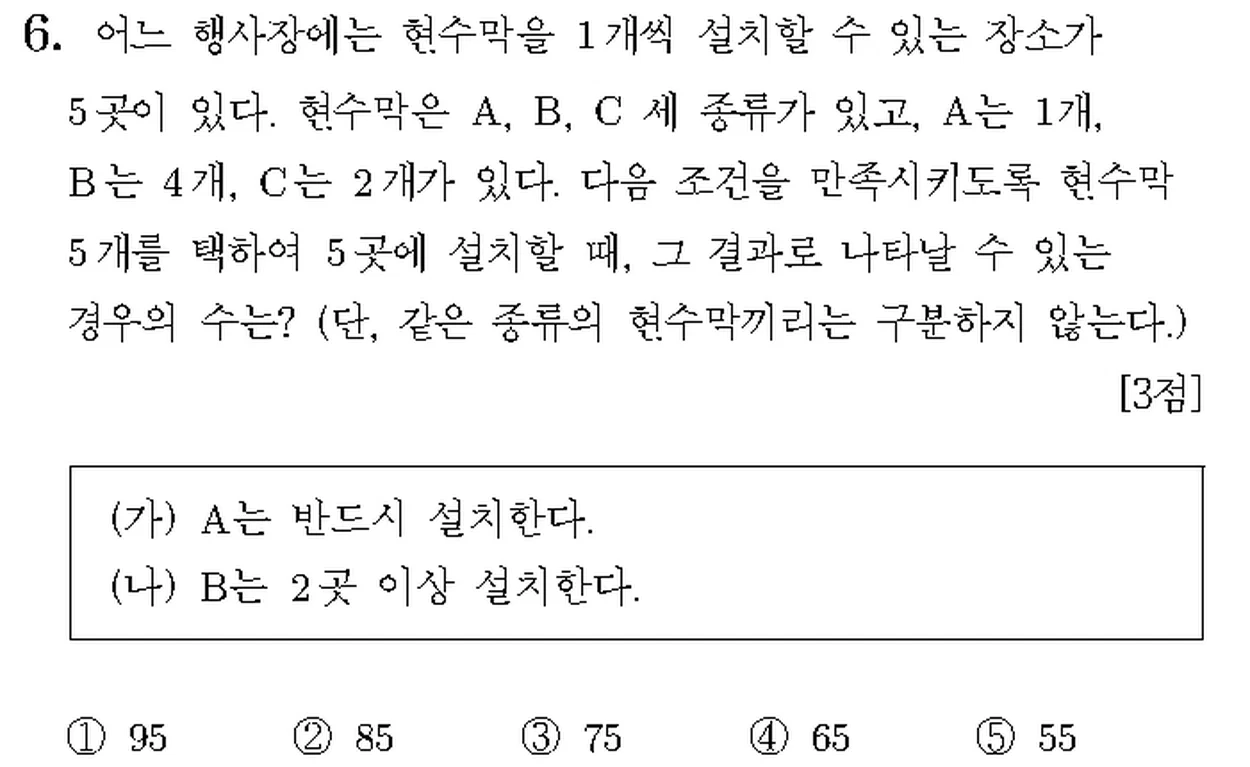 6. 어느 행사장에는 현수막을 1개씩 설치할 수 있는 장소가
5곳이 있다. 현수막은 A, B, C 세 종류가 있고, A는 1개,
B는 4개, C는 2개가 있다. 다음 조건을 만족시키도록 현수막
5개를 택하여 5곳에 설치할 때, 그 결과로 나타날 수 있는
경우의 수는? (단, 같은 종류의 현수막끼리는 구분하지 않는다.)
[3점]
(가) A는 반드시 설치한다.
(나) B는 2곳 이상 설치한다.
① 95 ② 85 ③ 75 ④ 65 ⑤ 55